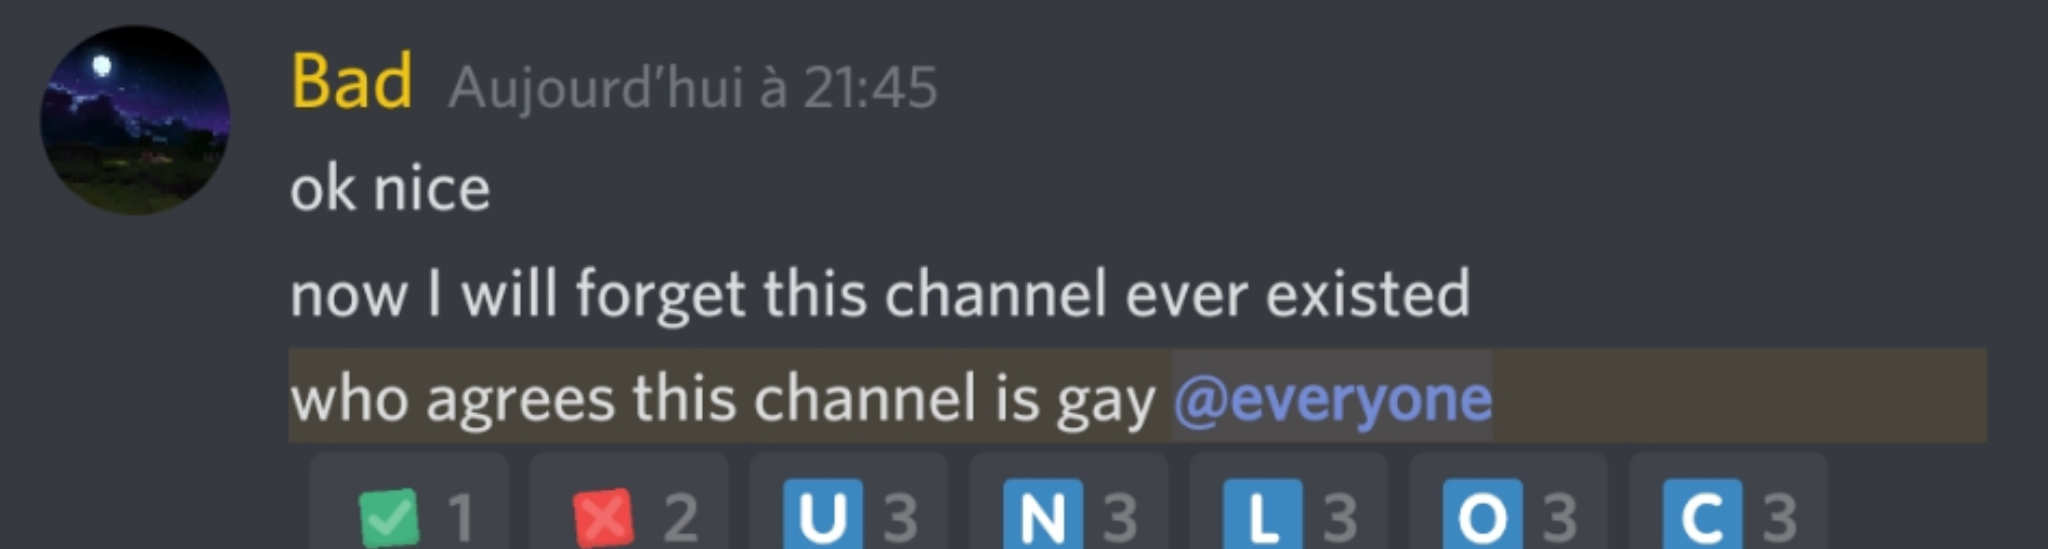 Bad Aujourd'hui à 21:45
ok nice
now I will forget this channel ever existed
who agrees this channel is gay @everyone
1 2 U 3 N 3 L 3 O 3 C 3